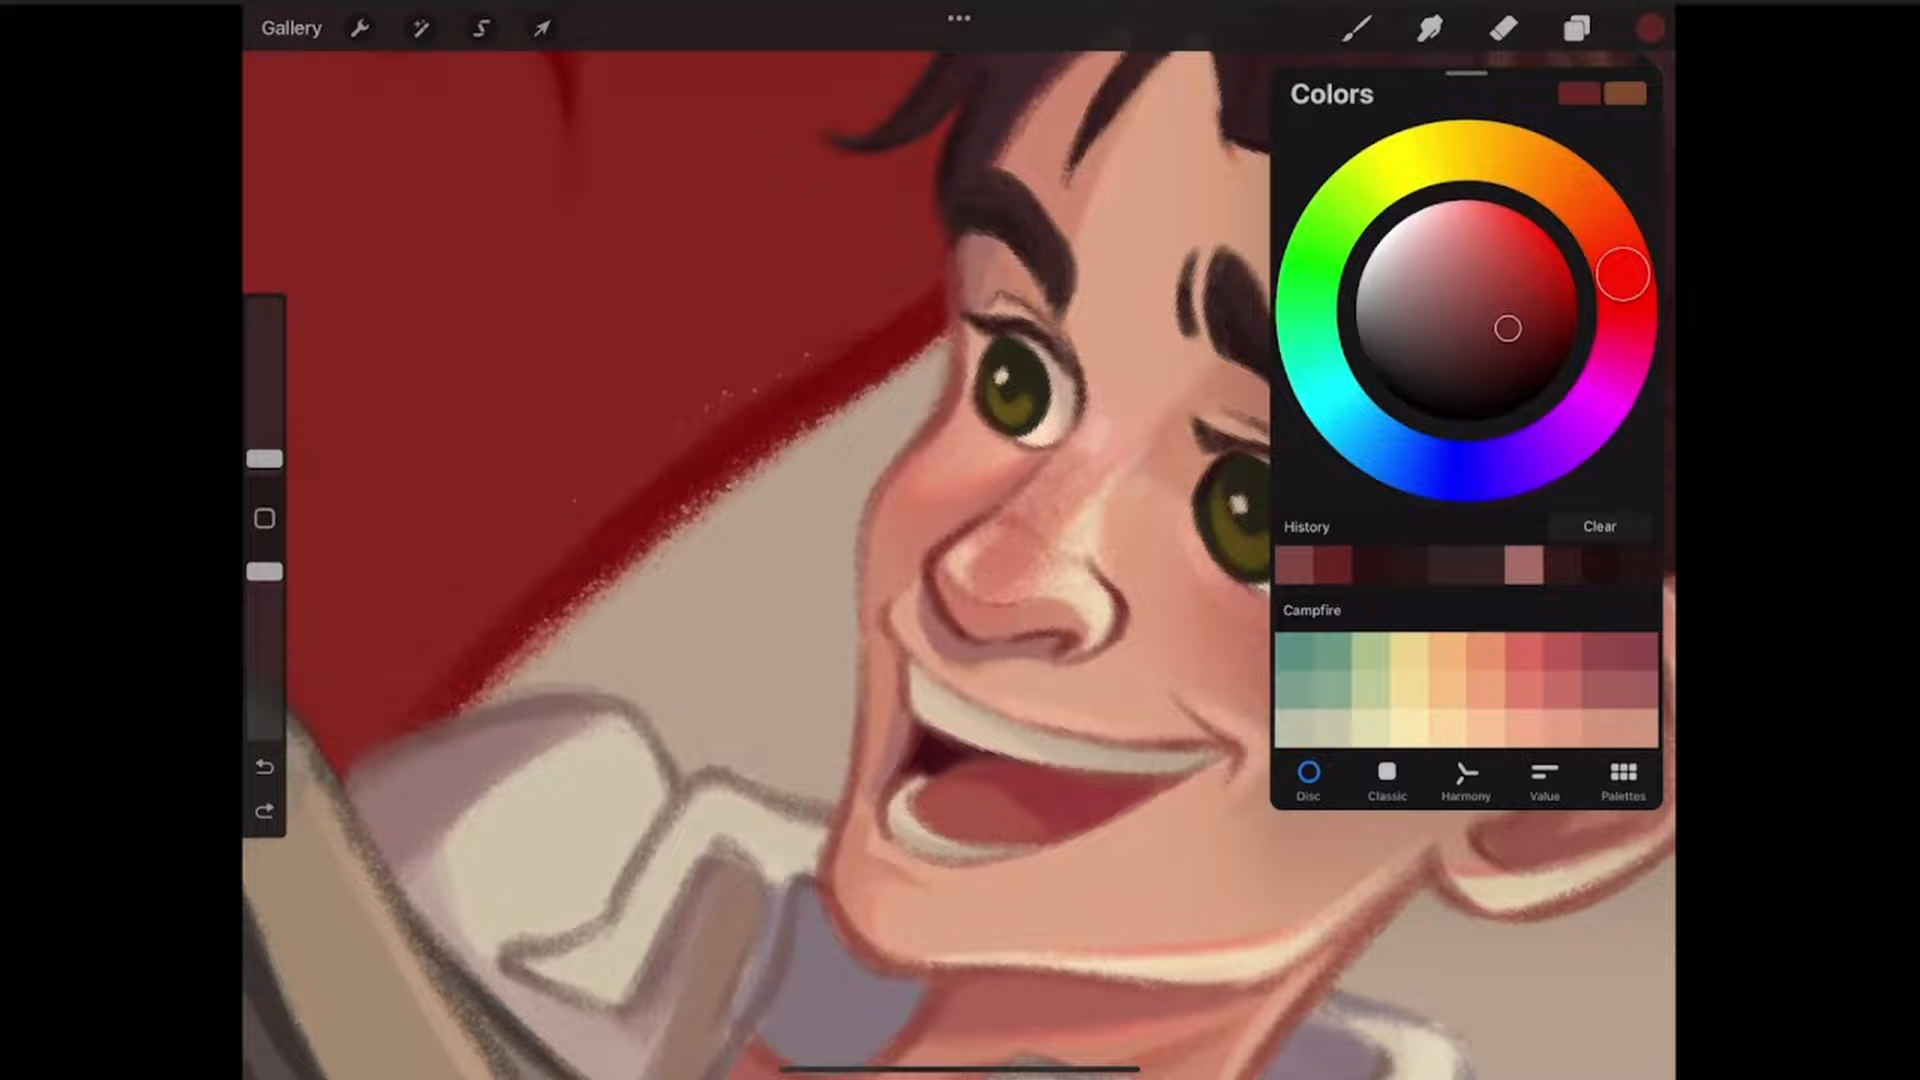 Gallery
Colors
History
Clear
Campfire
Disc
Classic
Harmony
Value
Palettes